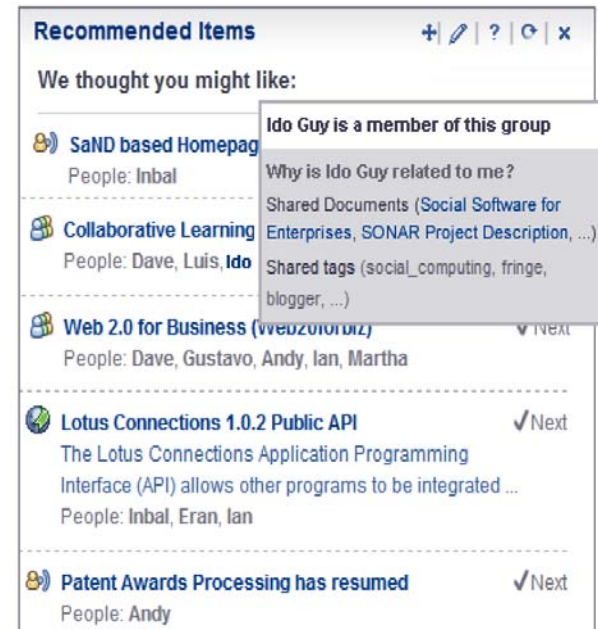 Recommended Items
We thought you might like:
Ido Guy is a member of this group
Why is Ido Guy related to me?
Shared Documents (Social Software for
Enterprises, SONAR Project Description, ...)
Shared tags (social_computing, fringe,
blogger, ...)
SaND based Homepag
People: Inbal
Collaborative Learning
People: Dave, Luis, Ido
Web 2.0 for Business (Web20forbiz)
Next
People: Dave, Gustavo, Andy, Ian, Martha
Lotus Connections 1.0.2 Public API
Next
The Lotus Connections Application Programming
Interface (API) allows other programs to be integrated ...
People: Inbal, Eran, Ian
Patent Awards Processing has resumed
Next
People: Andy